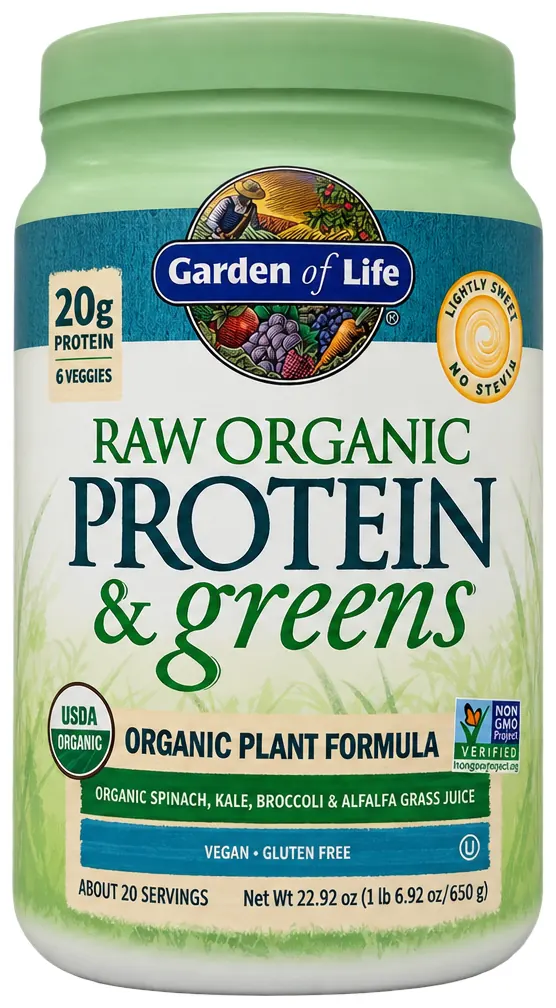 Garden of Life
®
20g
PROTEIN
6 VEGGIES
LIGHTLY SWEET
NO STEVIA
RAW ORGANIC
PROTEIN
& greens
USDA
ORGANIC
ORGANIC PLANT FORMULA
NON
GMO
Project
VERIFIED
ORGANIC SPINACH, KALE, BROCCOLI & ALFALFA GRASS JUICE
VEGAN • GLUTEN FREE
U
ABOUT 20 SERVINGS
Net Wt 22.92 oz (1 lb 6.92 oz/650 g)